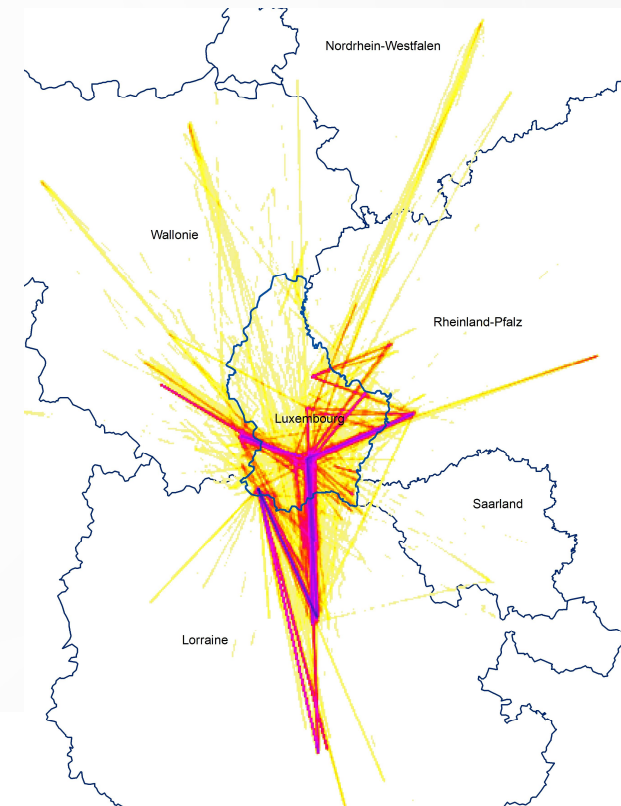 Nordrhein-Westfalen
Wallonie
Rheinland-Pfalz
Luxembourg
Saarland
Lorraine